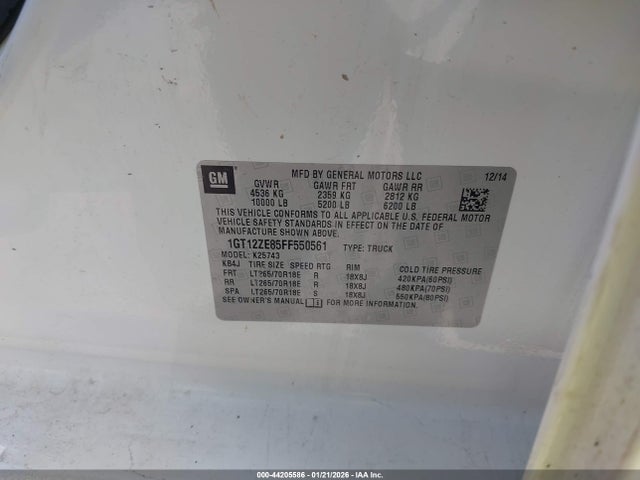 GM
MFD BY GENERAL MOTORS LLC 12/14
GVWR GAWR FRT GAWR RR
4536 KG 2359 KG 2812 KG
10000 LB 5200 LB 6200 LB
THIS VEHICLE CONFORMS TO ALL APPLICABLE U.S. FEDERAL MOTOR
VEHICLE SAFETY STANDARDS IN EFFECT ON THE DATE OF
MANUFACTURE SHOWN ABOVE.
1GT12ZE85FF550561 TYPE: TRUCK
MODEL: K25743
KB4J TIRE SIZE SPEED RTG RIM COLD TIRE PRESSURE
FRT LT265/70R18E R 18X8J 420KPA(60PSI)
RR LT265/70R18E R 18X8J 480KPA(70PSI)
SPA LT265/70R18E S 18X8J 550KPA(80PSI)
SEE OWNER'S MANUAL FOR MORE INFORMATION.
000-44205586 - 01/21/2026 - IAA, Inc.